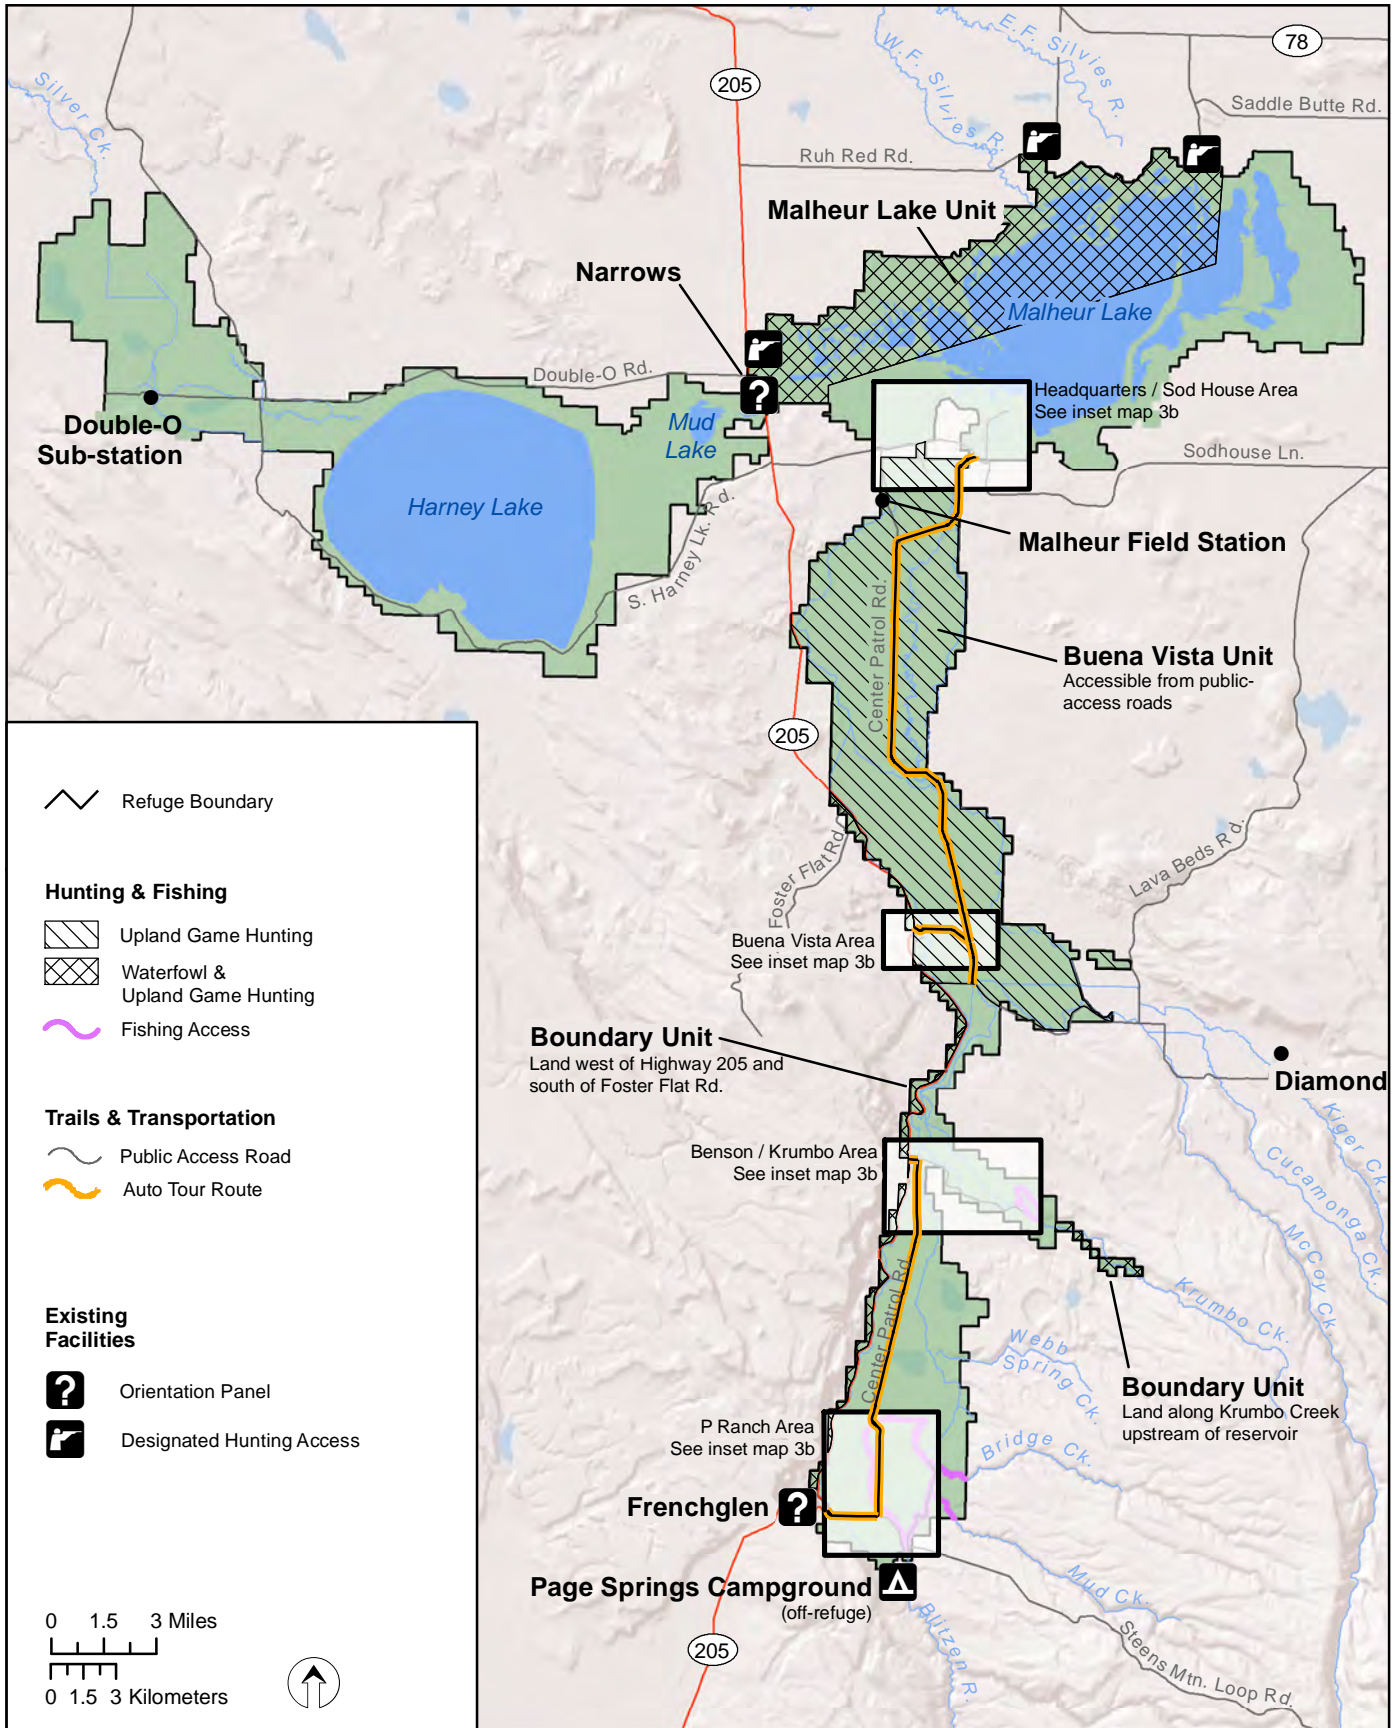 78
E.F. Silvies R.
W.F. Silvies R.
205
Silver Ck.
Saddle Butte Rd.
Ruh Red Rd.
Malheur Lake Unit
Narrows
Malheur Lake
Double-O Rd.
Headquarters / Sod House Area
See inset map 3b
Mud
Lake
Double-O
Sub-station
Sodhouse Ln.
Harney Lake
S. Harney Lk. Rd.
Malheur Field Station
Center Patrol Rd.
Buena Vista Unit
Accessible from public-
access roads
205
Foster Flat Rd.
Lava Beds Rd.
Buena Vista Area
See inset map 3b
Boundary Unit
Land west of Highway 205 and
south of Foster Flat Rd.
Diamond
Kiger Ck.
Cucamonga Ck.
McCoy Ck.
Benson / Krumbo Area
See inset map 3b
Center Patrol Rd.
Krumbo Ck.
Webb
Spring Ck.
Boundary Unit
Land along Krumbo Creek
upstream of reservoir
P Ranch Area
See inset map 3b
Bridge Ck.
Frenchglen
Page Springs Campground
(off-refuge)
Mud Ck.
Blitzen R.
Steens Mtn. Loop Rd.
205
Refuge Boundary
Hunting & Fishing
Upland Game Hunting
Waterfowl &
Upland Game Hunting
Fishing Access
Trails & Transportation
Public Access Road
Auto Tour Route
Existing
Facilities
? Orientation Panel
Designated Hunting Access
0 1.5 3 Miles
0 1.5 3 Kilometers